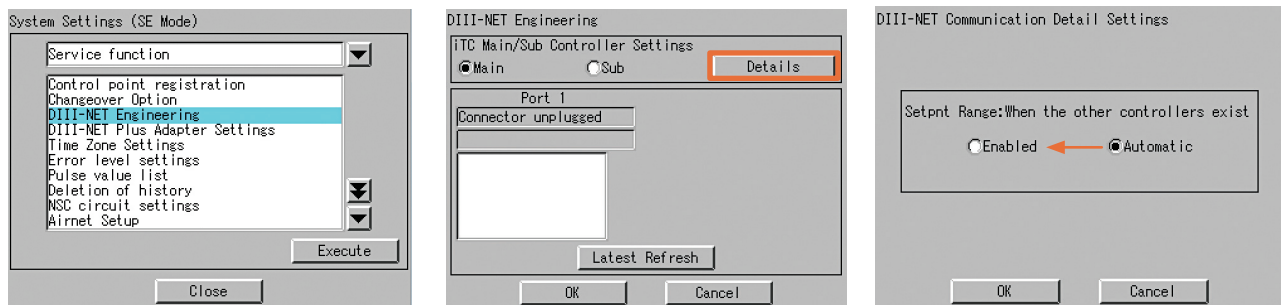 System Settings (SE Mode)
Service function
Control point registration
Changeover Option
DIII-NET Engineering
DIII-NET Plus Adapter Settings
Time Zone Settings
Error level settings
Pulse value list
Deletion of history
NSC circuit settings
Airnet Setup
Execute
Close
DIII-NET Engineering
iTC Main/Sub Controller Settings
Main Sub Details
Port 1
Connector unplugged
Latest Refresh
OK Cancel
DIII-NET Communication Detail Settings
Setpnt Range:When the other controllers exist
Enabled Automatic
OK Cancel